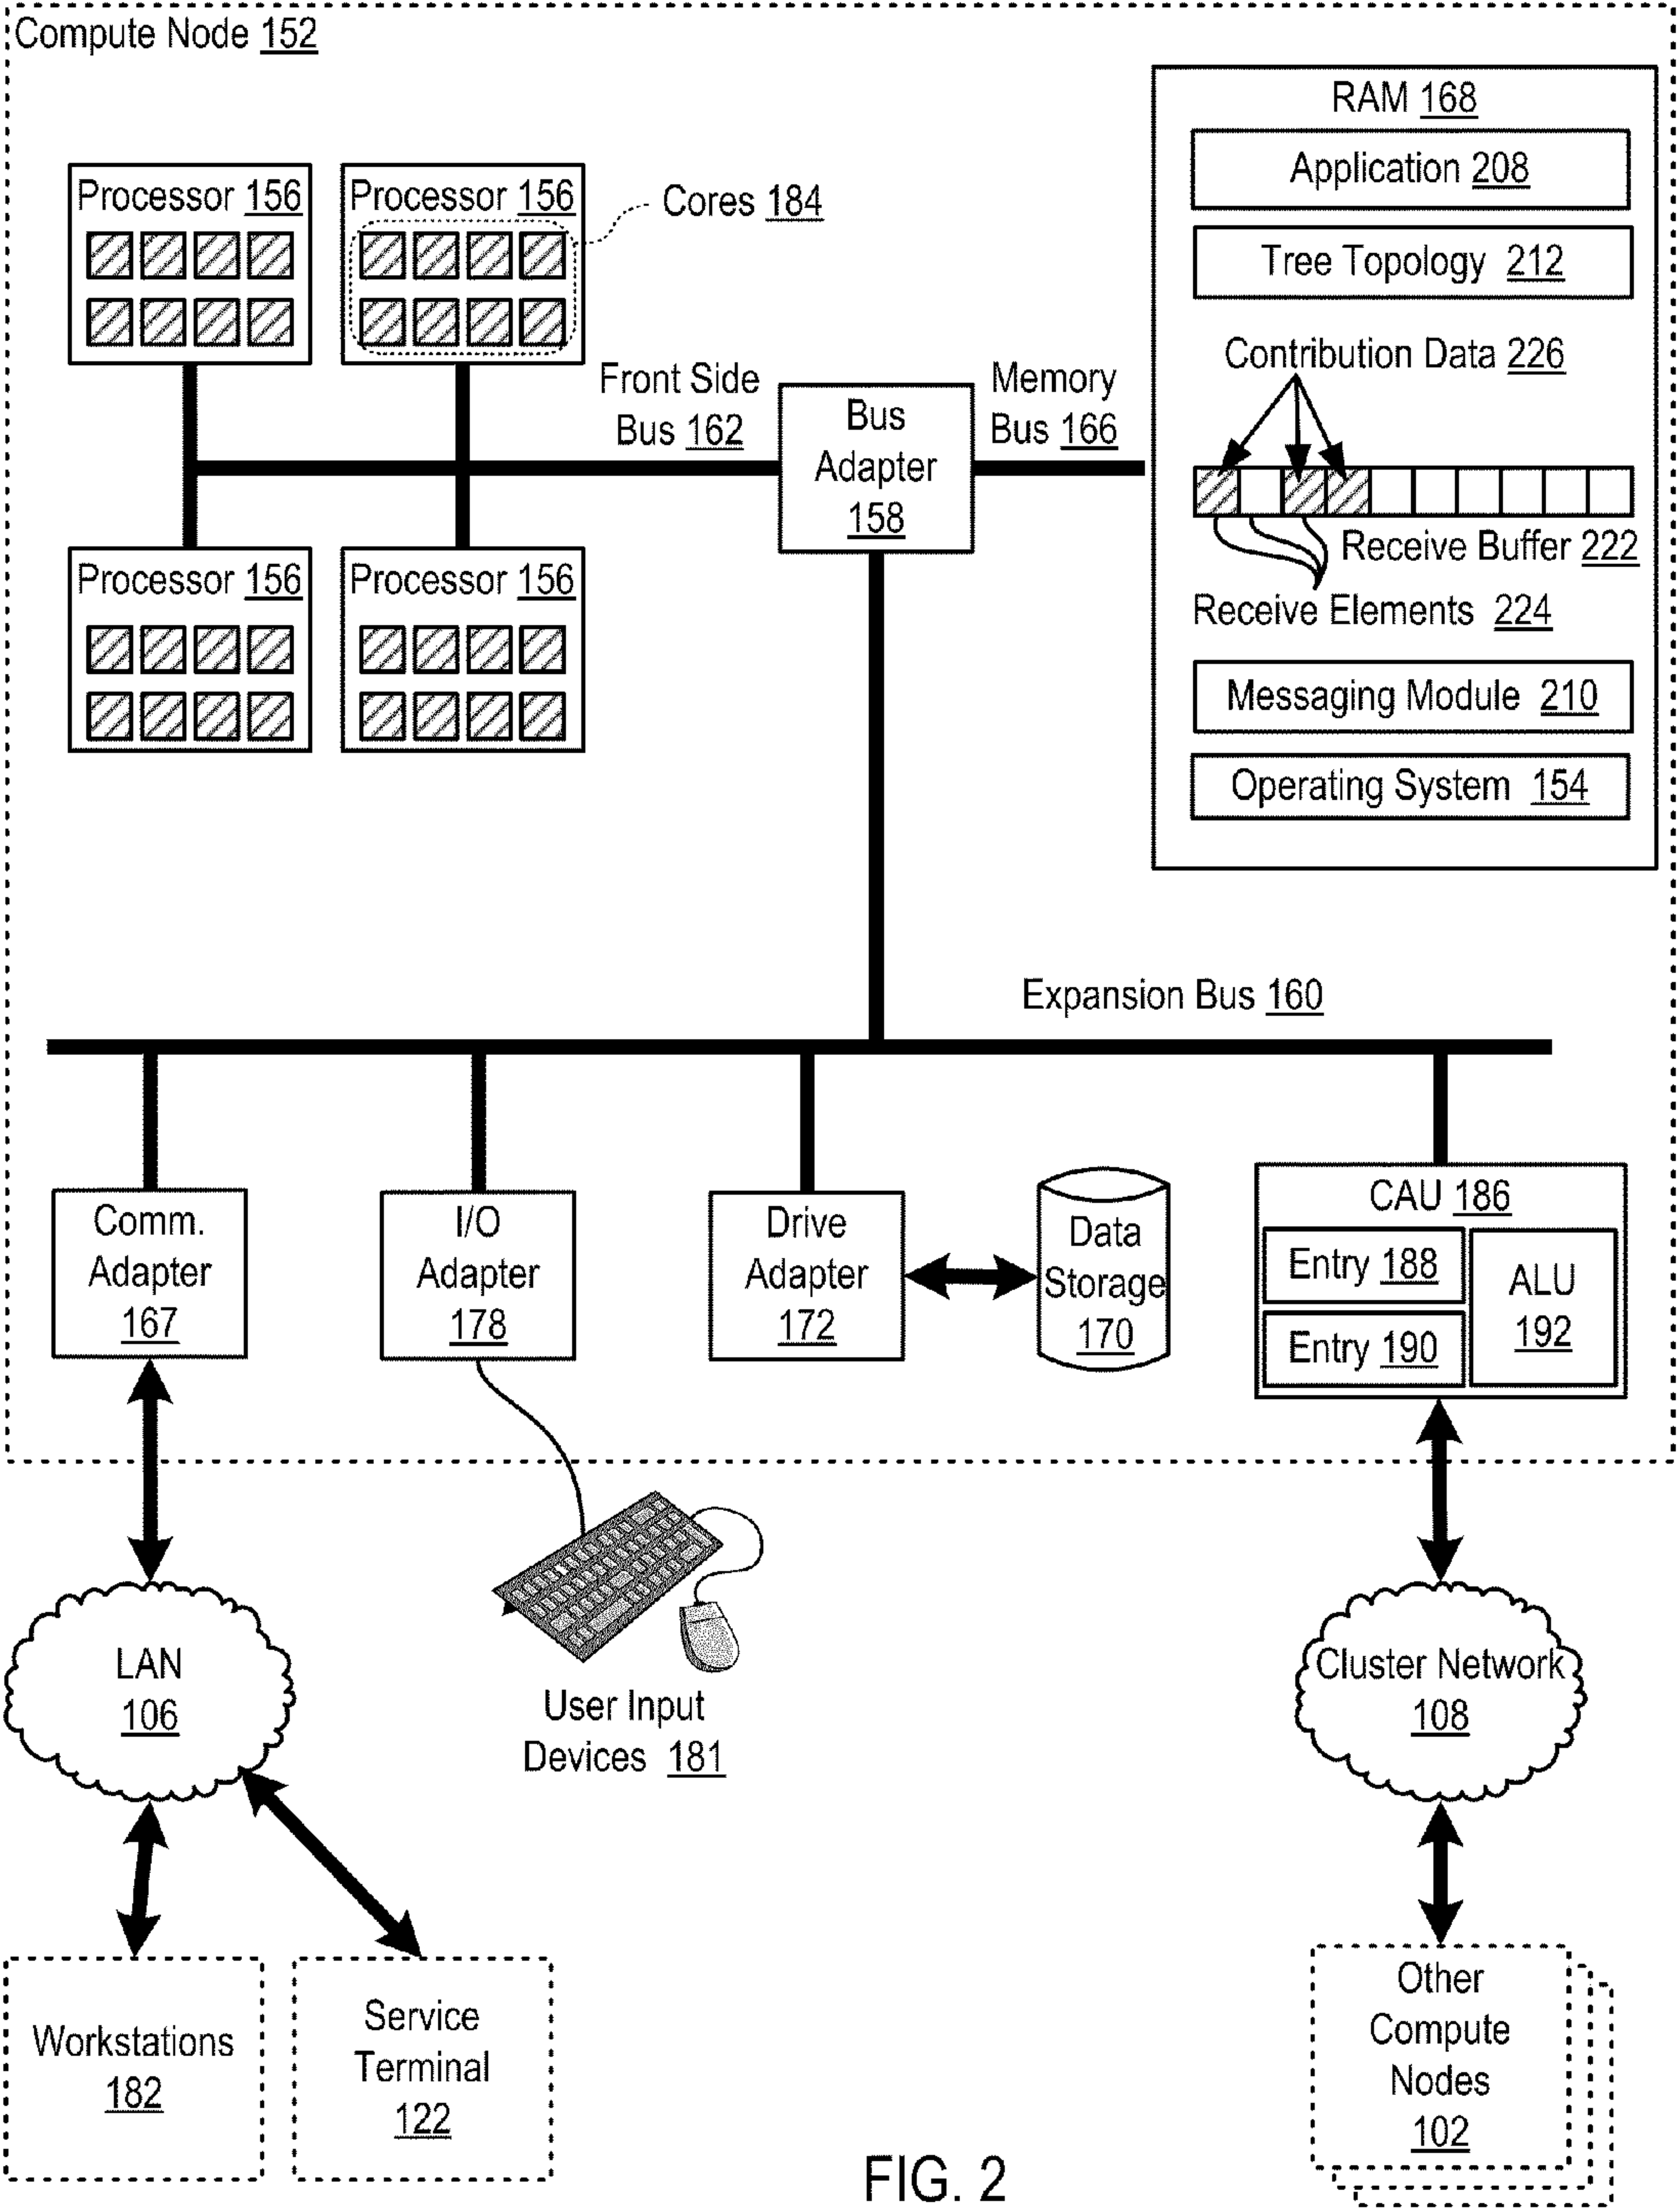 Compute Node 152
RAM 168
Application 208
Tree Topology 212
Contribution Data 226
Receive Buffer 222
Receive Elements 224
Messaging Module 210
Operating System 154
Processor 156
Processor 156
Cores 184
Front Side
Bus 162
Bus
Adapter
158
Memory
Bus 166
Processor 156
Processor 156
Expansion Bus 160
Comm.
Adapter
167
I/O
Adapter
178
Drive
Adapter
172
Data
Storage
170
CAU 186
Entry 188
Entry 190
ALU
192
LAN
106
User Input
Devices 181
Cluster Network
108
Workstations
182
Service
Terminal
122
Other
Compute
Nodes
102
FIG. 2